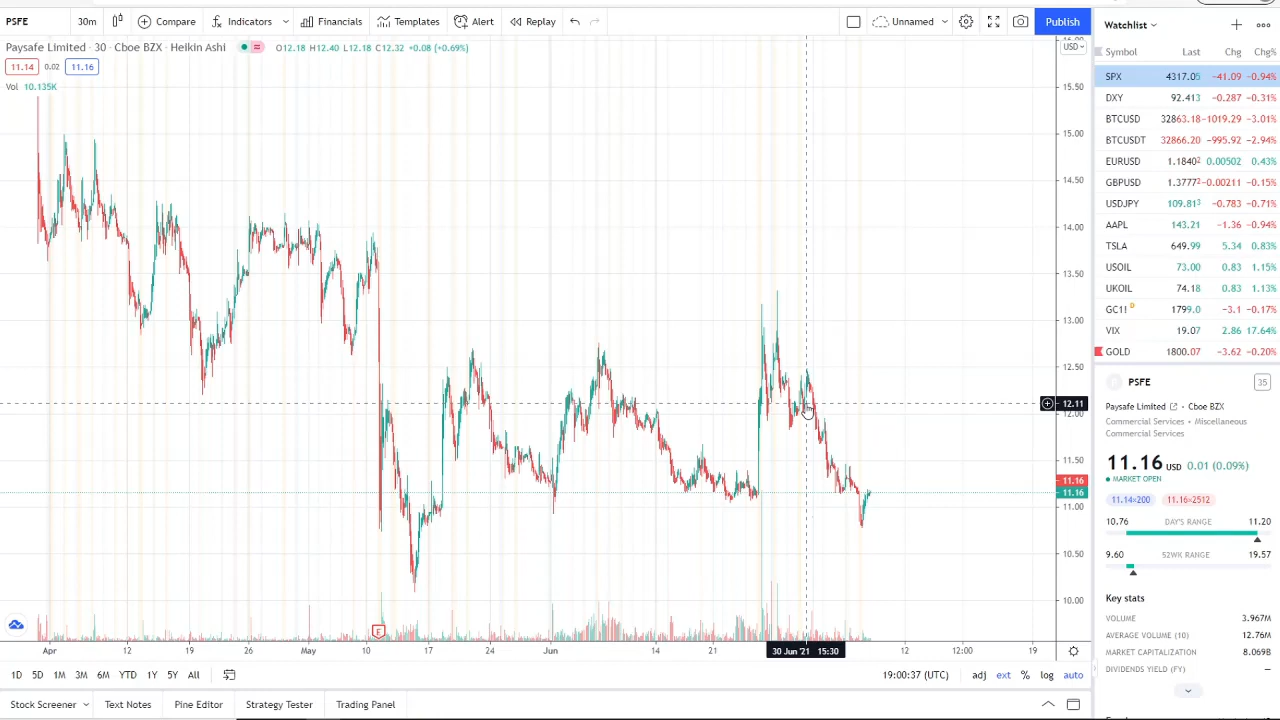 PSFE 30m Compare Indicators Financials Templates Alert Replay Unnamed Publish
Paysafe Limited · 30 · Cboe BZX · Heikin Ashi O12.18 H12.40 L12.18 C12.32 +0.08 (+0.69%)
11.14 0.02 11.16
Vol 10.135K
USD
15.50
15.00
14.50
14.00
13.50
13.00
12.50
12.11
12.00
11.50
11.16
11.16
11.00
10.50
10.00
E
Apr 12 19 26 May 10 17 24 Jun 14 21 30 Jun '21 15:30 12 12:00 19
1D 5D 1M 3M 6M YTD 1Y 5Y All 19:00:37 (UTC) adj ext % log auto
Stock Screener Text Notes Pine Editor Strategy Tester Trading Panel
Watchlist
Symbol Last Chg Chg%
SPX 4317.05 -41.09 -0.94%
DXY 92.413 -0.287 -0.31%
BTCUSD 32863.18 -1019.29 -3.01%
BTCUSDT 32866.20 -995.92 -2.94%
EURUSD 1.1840² 0.00502 0.43%
GBPUSD 1.3777² -0.00211 -0.15%
USDJPY 109.81³ -0.783 -0.71%
AAPL 143.21 -1.36 -0.94%
TSLA 649.99 5.34 0.83%
USOIL 73.00 0.83 1.15%
UKOIL 74.18 0.83 1.13%
GC1! D 1799.0 -3.1 -0.17%
VIX 19.07 2.86 17.64%
GOLD 1800.07 -3.62 -0.20%
PSFE 35
Paysafe Limited · Cboe BZX
Commercial Services · Miscellaneous
Commercial Services
11.16 USD 0.01 (0.09%)
MARKET OPEN
11.14×200 11.16×2512
10.76 DAY'S RANGE 11.20
9.60 52WK RANGE 19.57
Key stats
VOLUME 3.967M
AVERAGE VOLUME (10) 12.76M
MARKET CAPITALIZATION 8.069B
DIVIDENDS YIELD (FY) —